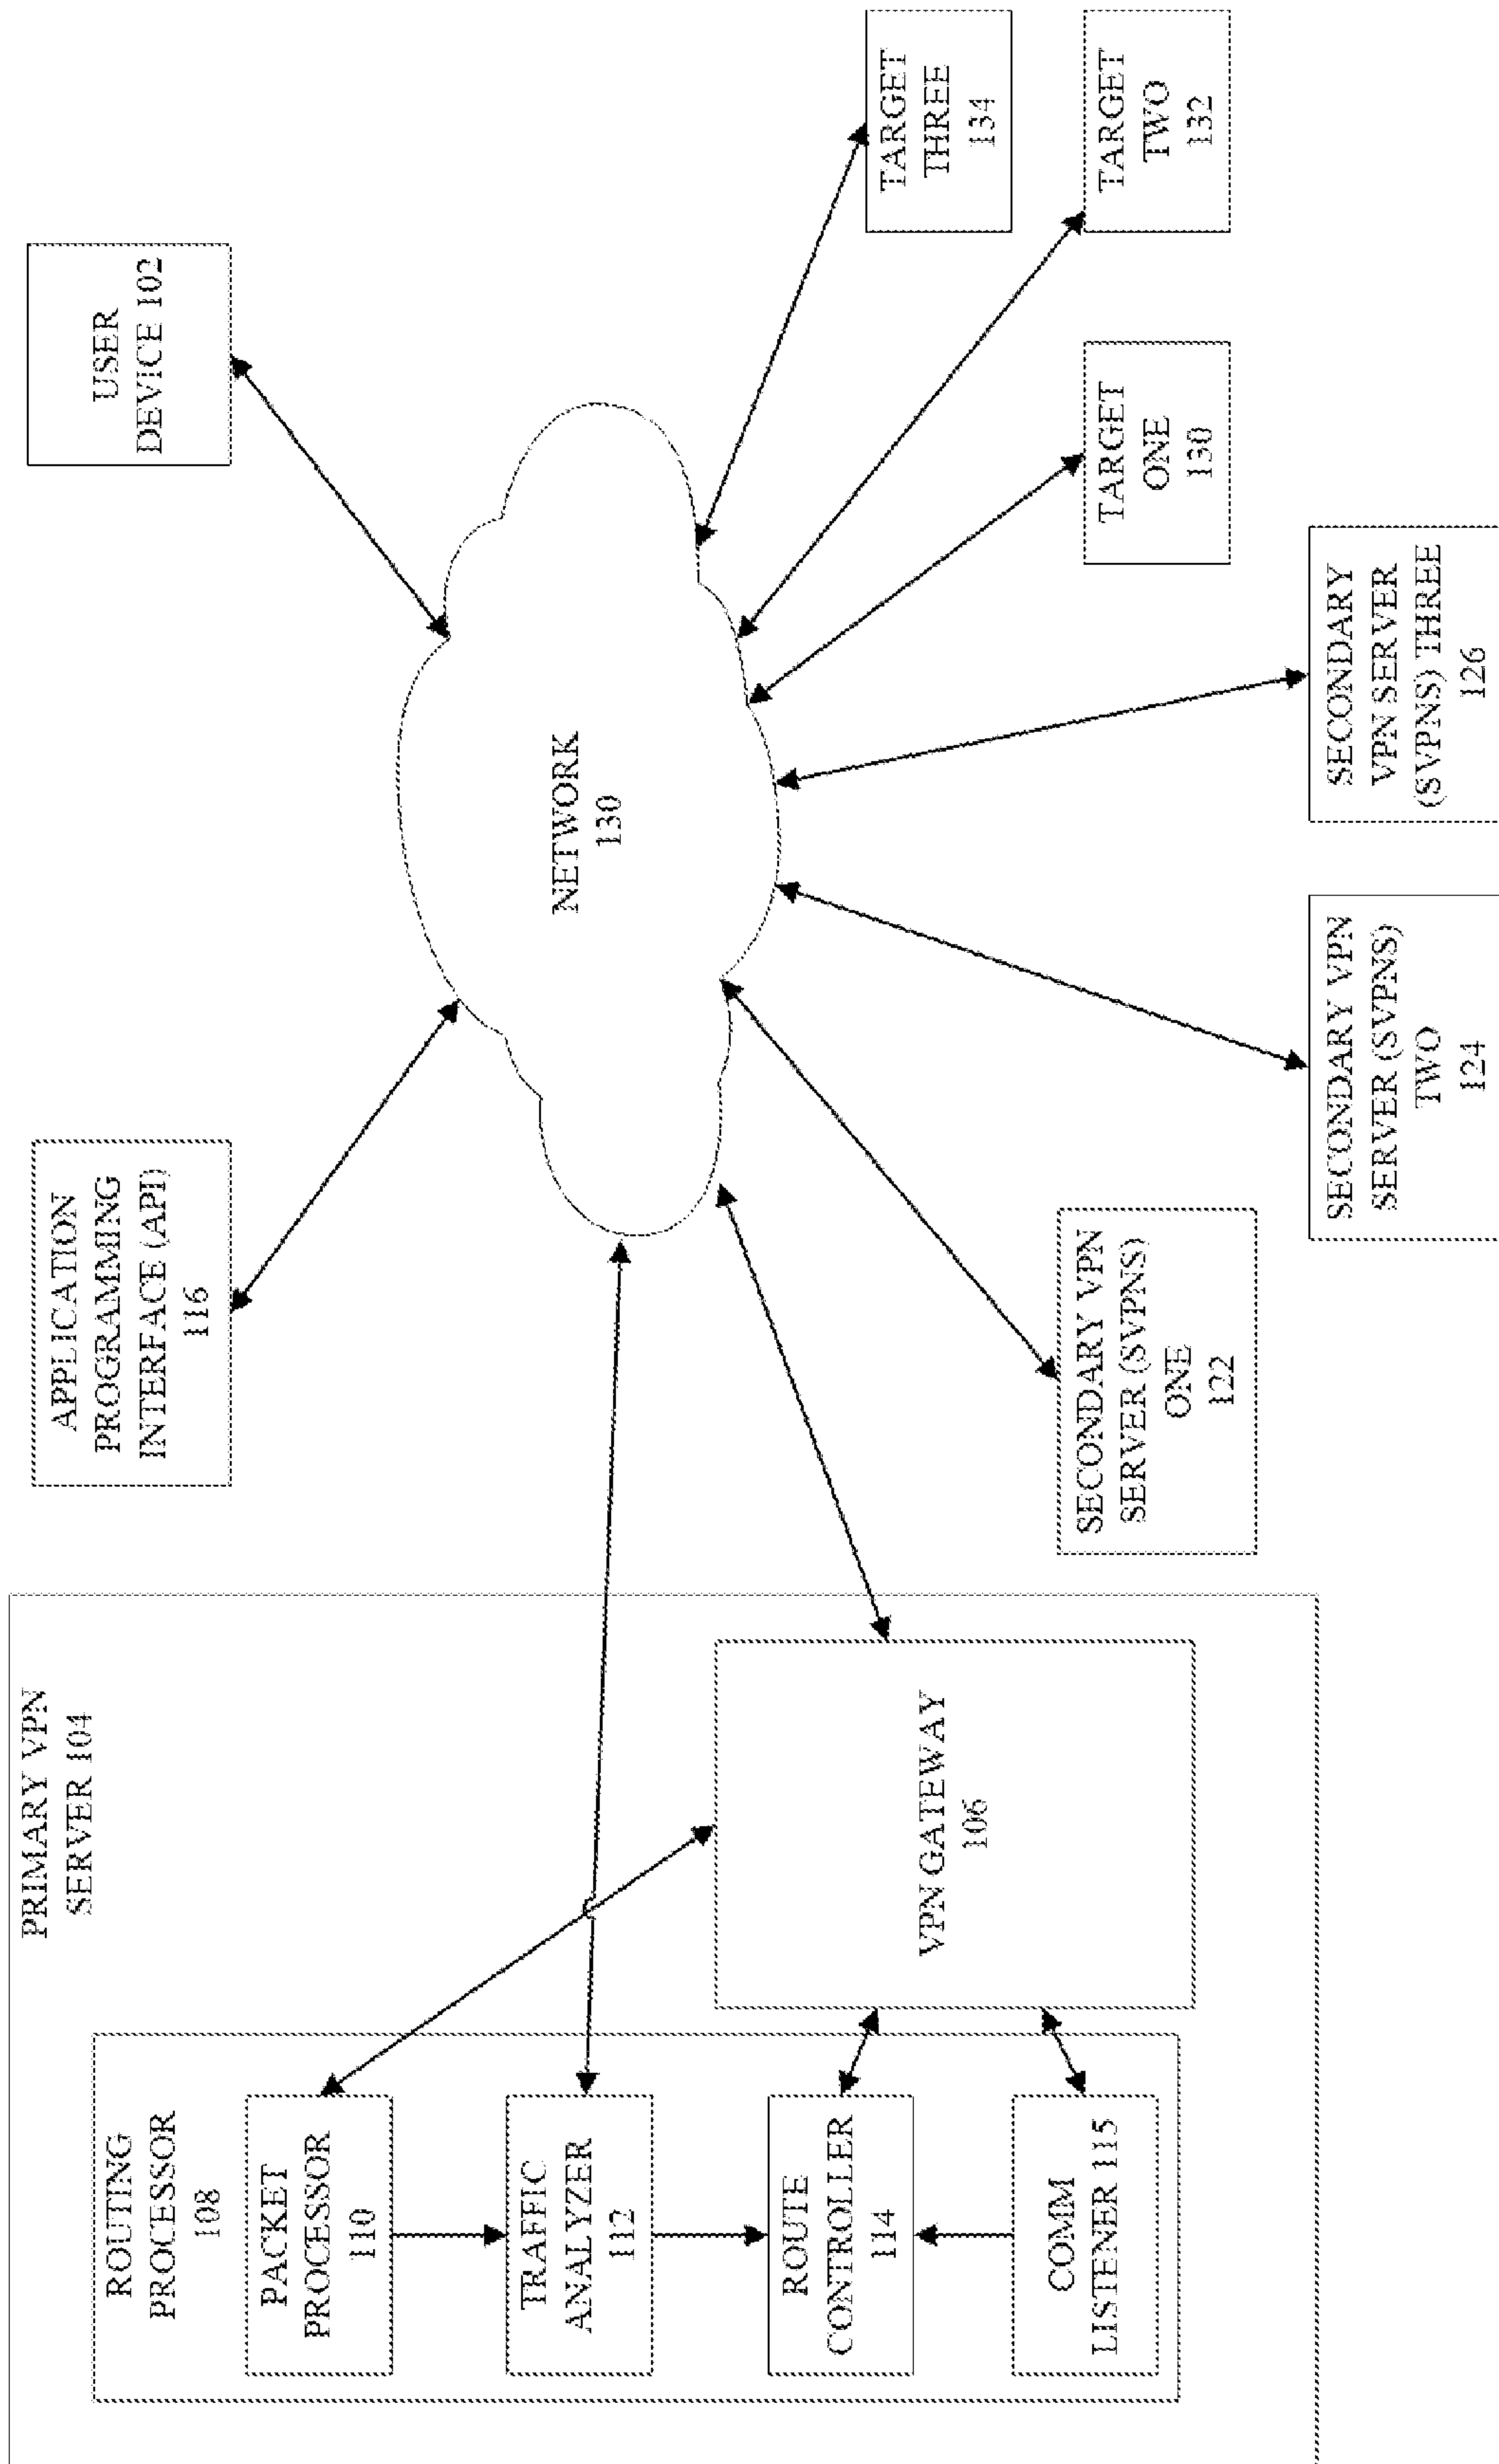 PRIMARY VPN
SERVER 104
ROUTING
PROCESSOR
108
PACKET
PROCESSOR
110
TRAFFIC
ANALYZER
112
ROUTE
CONTROLLER
114
COMM
LISTENER 115
VPN GATEWAY
106
APPLICATION
PROGRAMING
INTERFACE (API)
116
USER
DEVICE 102
NETWORK
130
SECONDARY VPN
SERVER (SVPNS)
ONE
122
SECONDARY VPN
SERVER (SVPNS)
TWO
124
SECONDARY
VPN SERVER
(SVPNS) THREE
126
TARGET
ONE
130
TARGET
TWO
132
TARGET
THREE
134